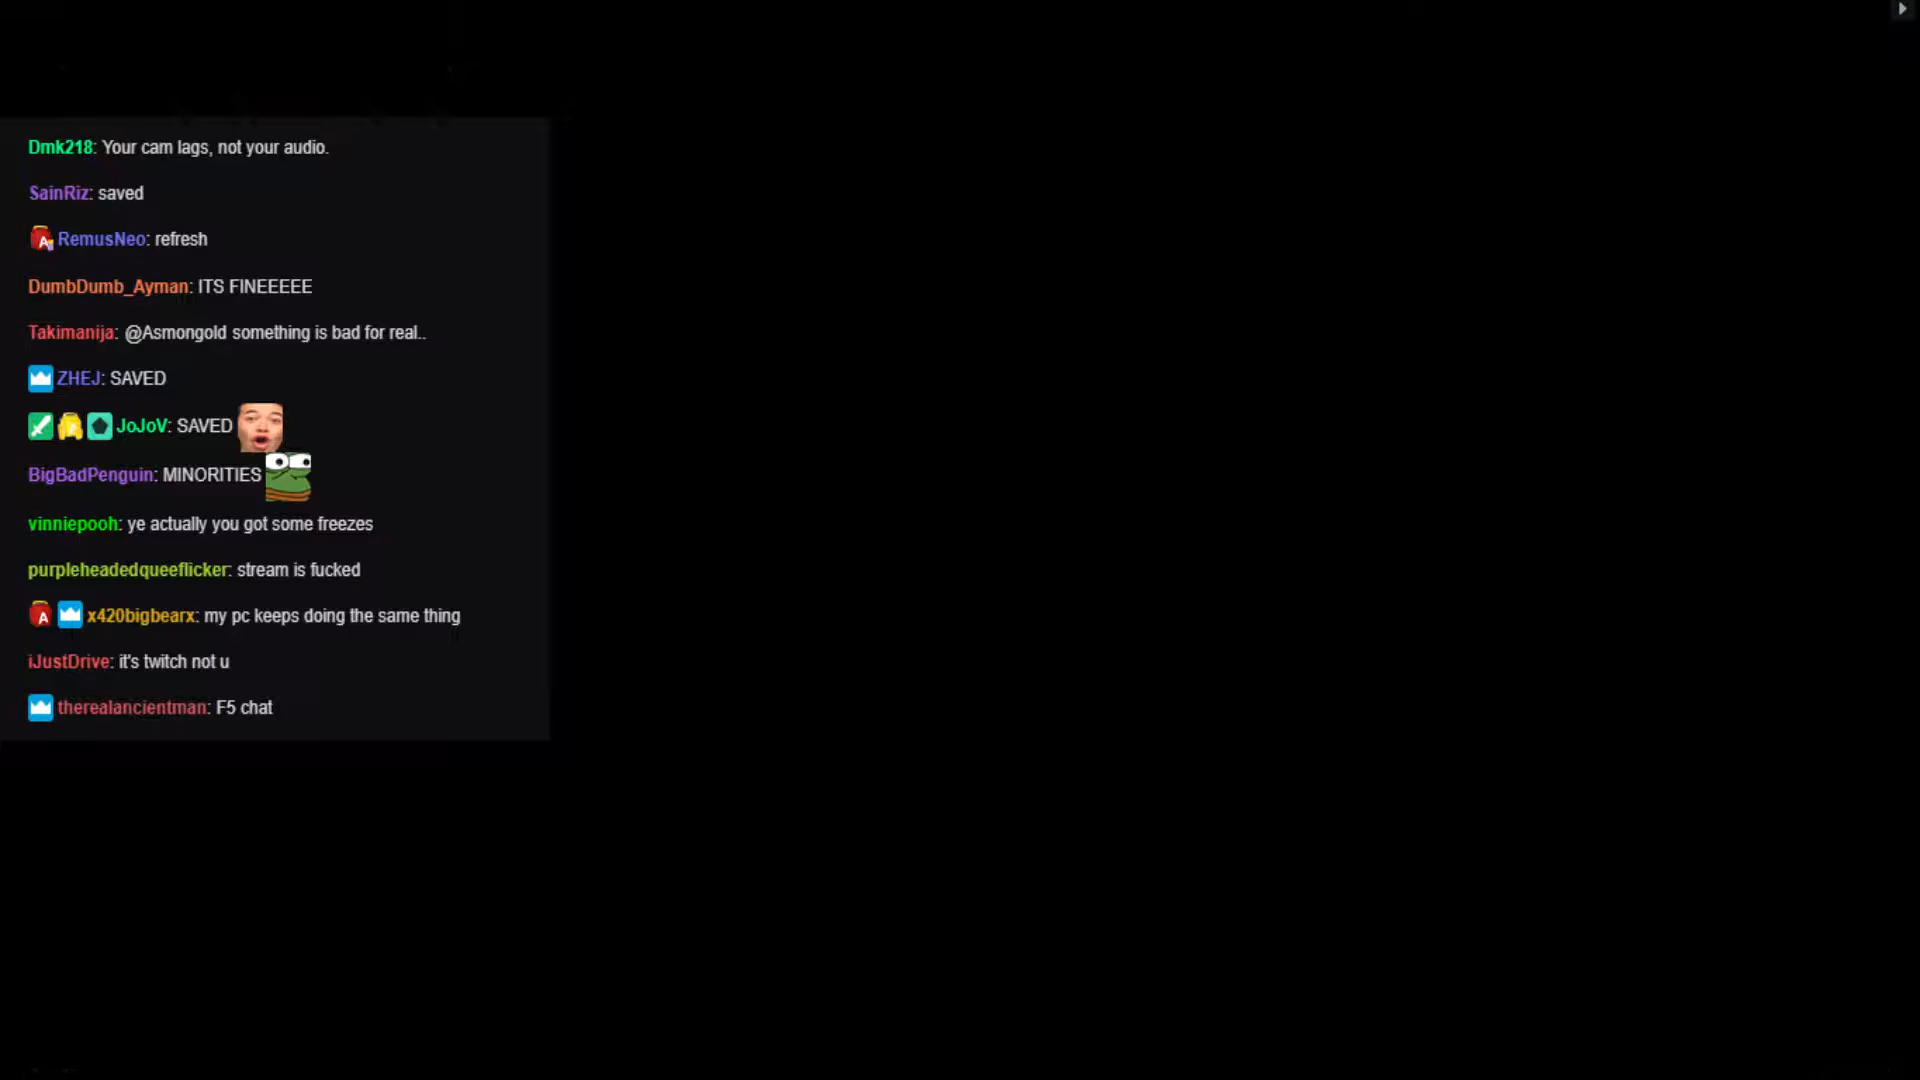 Dmk218: Your cam lags, not your audio.
SainRiz: saved
RemusNeo: refresh
DumbDumb_Ayman: ITS FINEEEEE
Takimanija: @Asmongold something is bad for real..
ZHEJ: SAVED
JoJoV: SAVED
BigBadPenguin: MINORITIES
vinniepooh: ye actually you got some freezes
purpleheadedqueeflicker: stream is fucked
x420bigbearx: my pc keeps doing the same thing
iJustDrive: it's twitch not u
therealancientman: F5 chat